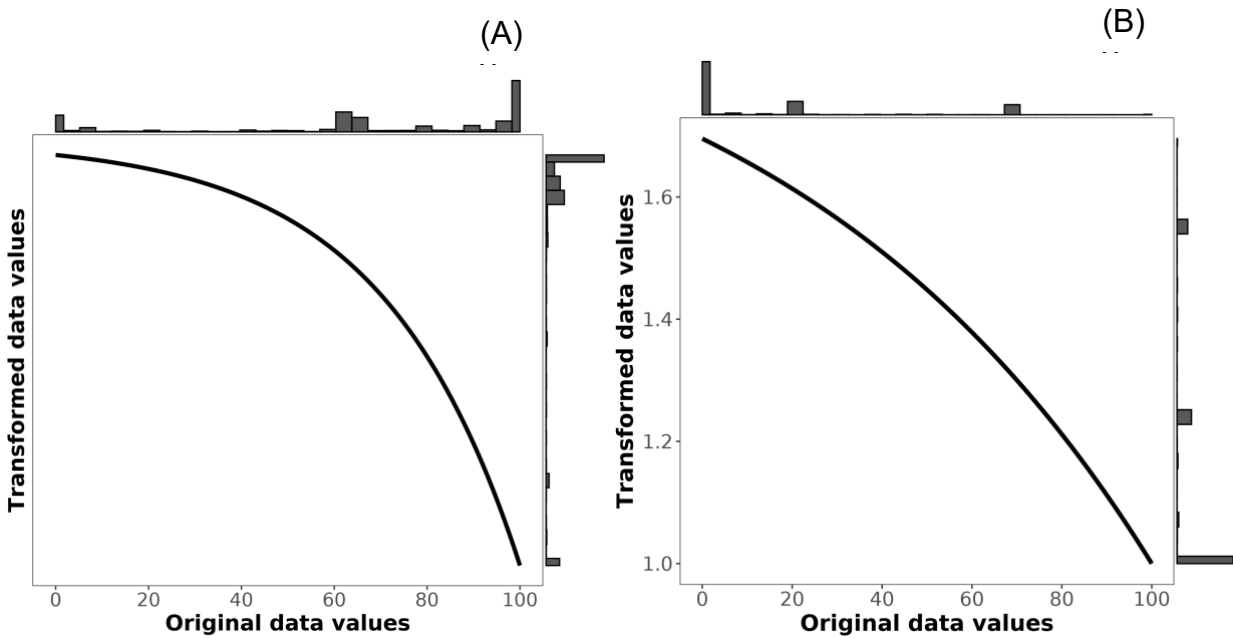 (A)
Transformed data values
0 20 40 60 80 100
Original data values
(B)
Transformed data values
1.6
1.4
1.2
1.0
0 20 40 60 80 100
Original data values